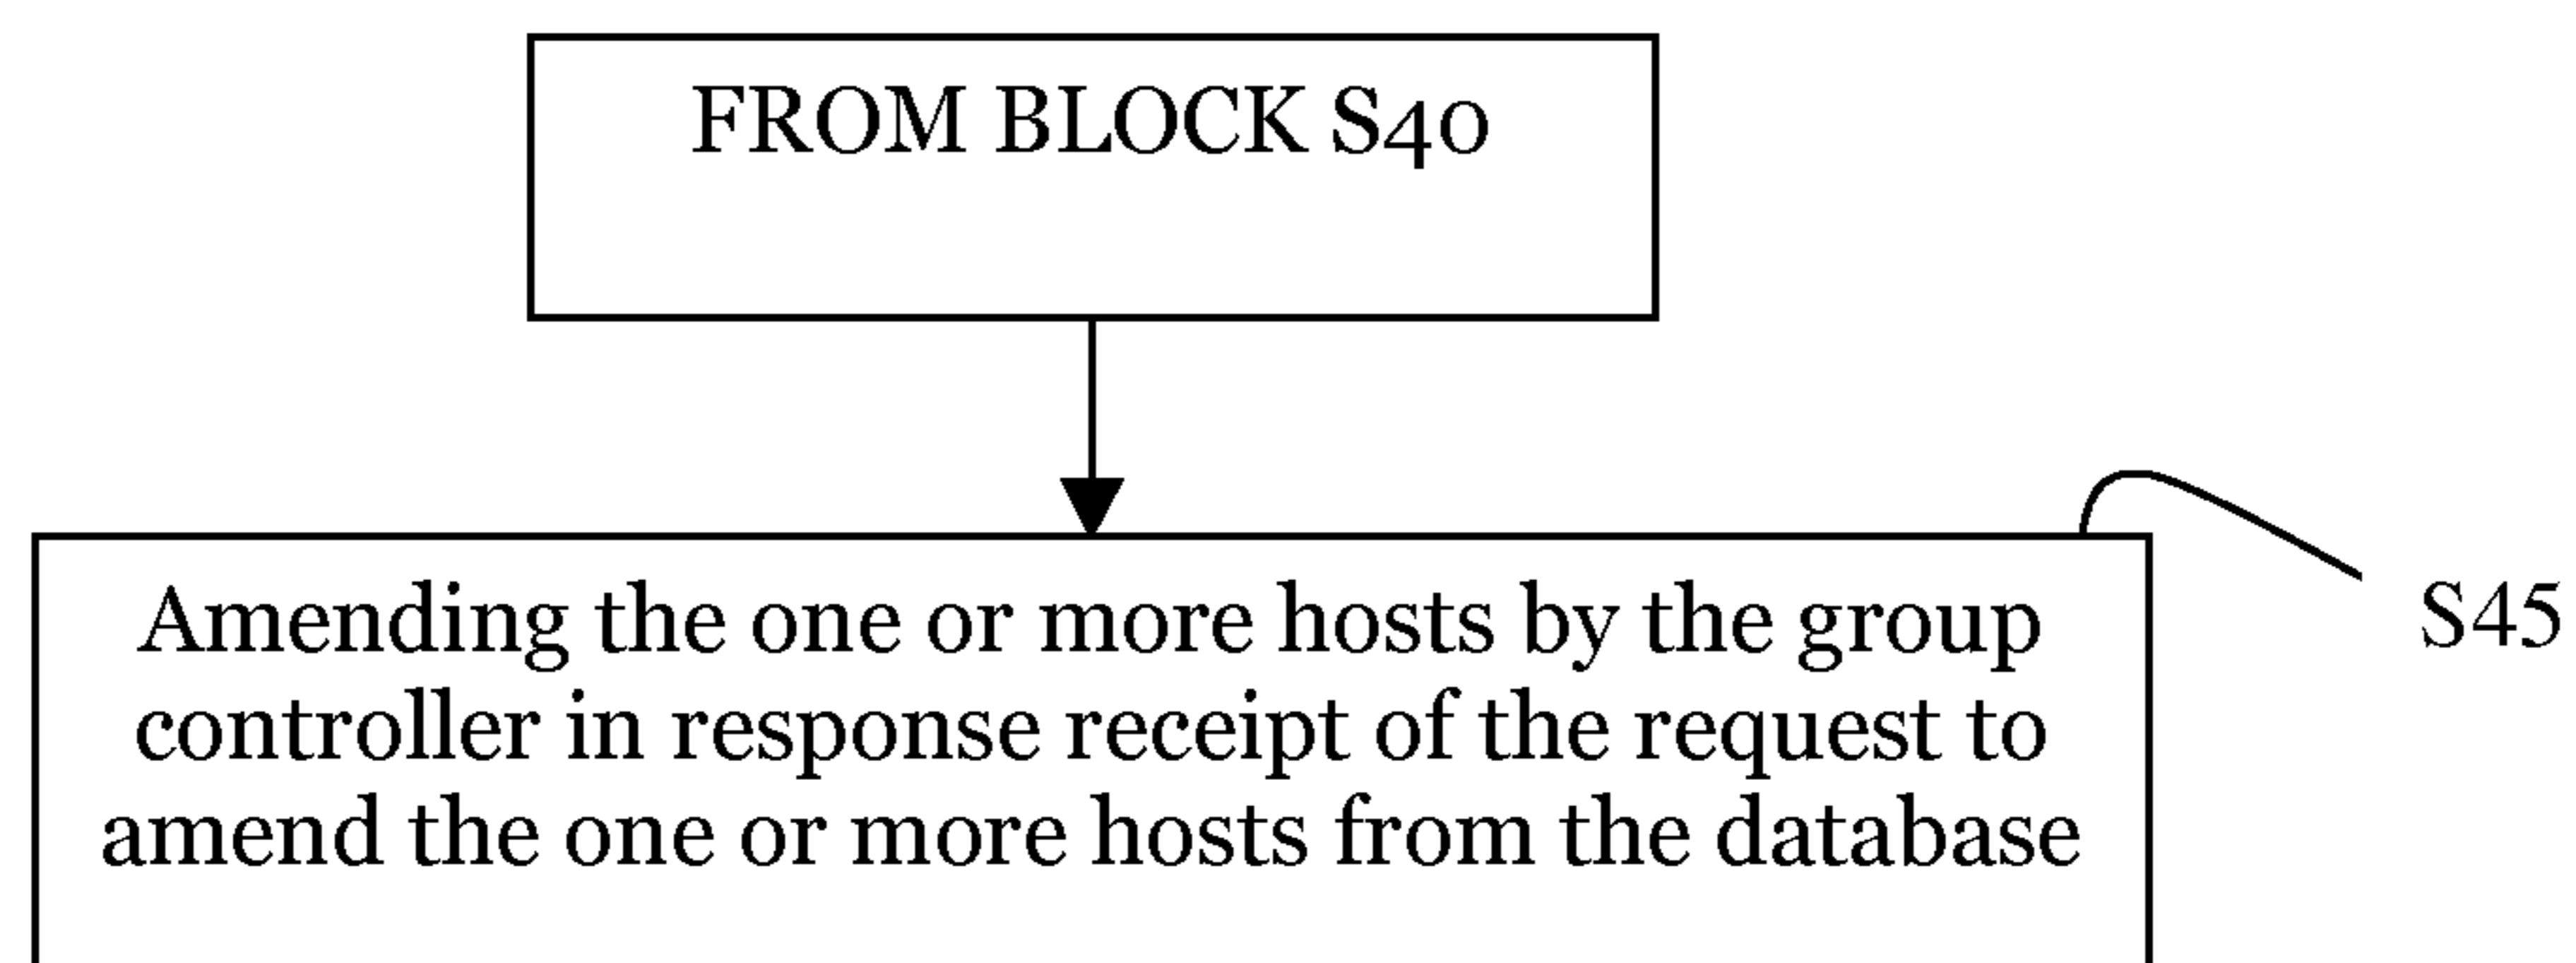 FROM BLOCK S40
Amending the one or more hosts by the group
controller in response receipt of the request to
amend the one or more hosts from the database
S45